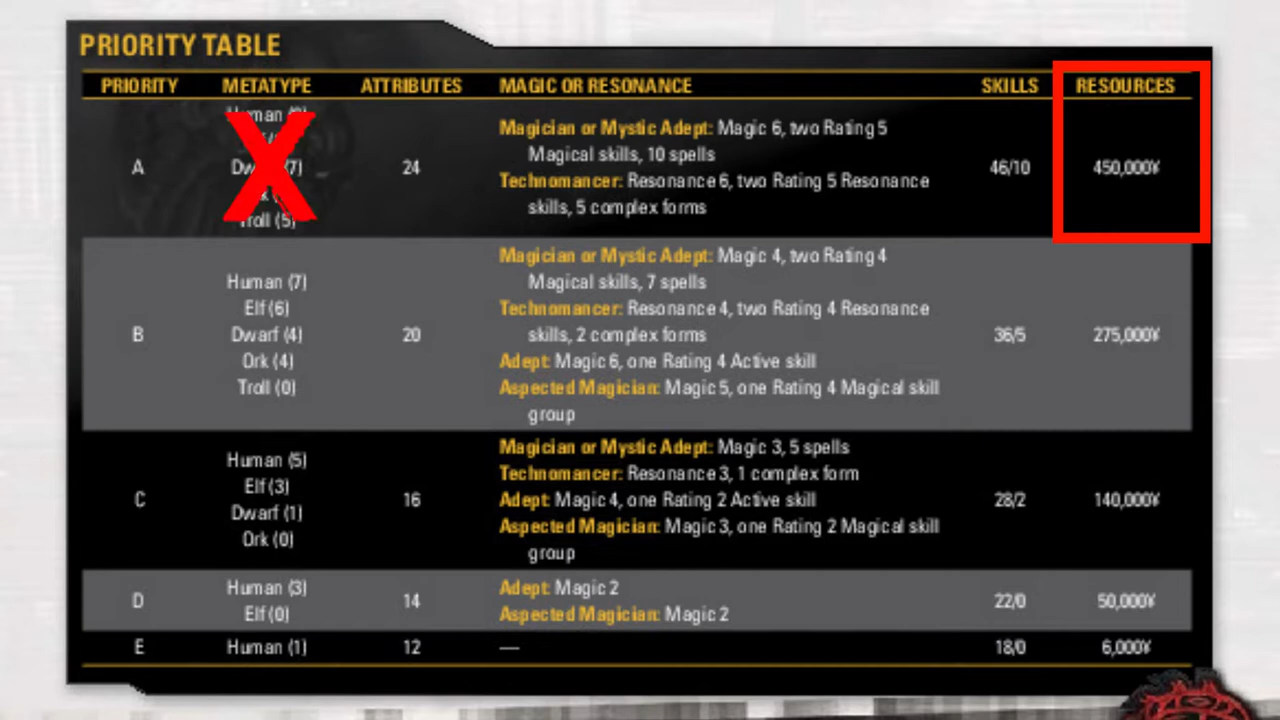 PRIORITY TABLE
PRIORITY METATYPE ATTRIBUTES MAGIC OR RESONANCE SKILLS RESOURCES
A
Troll (5)
24
Magician or Mystic Adept: Magic 6, two Rating 5
Magical skills, 10 spells
Technomancer: Resonance 6, two Rating 5 Resonance
skills, 5 complex forms
46/10
450,000¥
B
Human (7)
Elf (6)
Dwarf (4)
Ork (4)
Troll (0)
20
Magician or Mystic Adept: Magic 4, two Rating 4
Magical skills, 7 spells
Technomancer: Resonance 4, two Rating 4 Resonance
skills, 2 complex forms
Adept: Magic 6, one Rating 4 Active skill
Aspected Magician: Magic 5, one Rating 4 Magical skill
group
36/5
275,000¥
C
Human (5)
Elf (3)
Dwarf (1)
Ork (0)
16
Magician or Mystic Adept: Magic 3, 5 spells
Technomancer: Resonance 3, 1 complex form
Adept: Magic 4, one Rating 2 Active skill
Aspected Magician: Magic 3, one Rating 2 Magical skill
group
28/2
140,000¥
D
Human (3)
Elf (0)
14
Adept: Magic 2
Aspected Magician: Magic 2
22/0
50,000¥
E
Human (1)
12
—
18/0
6,000¥